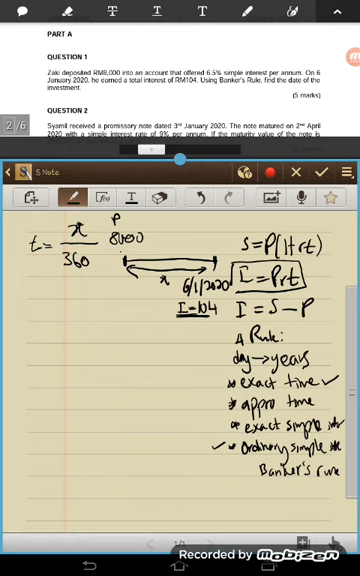 PART A
QUESTION 1
Zaki deposited RM8,000 into an account that offered 6.5% simple interest per annum. On 6
January 2020, he earned a total interest of RM104. Using Banker's Rule, find the date of the
investment.
(5 marks)
QUESTION 2
Syamil received a promissory note dated 3rd January 2020. The note matured on 2nd April
2020 with a simple interest rate of 9% per annum. If the maturity value of the note is
2 / 6
S Note
t = x / 360
P
8000
x
6/1/2020
I = 104
S = P(1+rt)
I = Prt
I = S - P
4 Rule:
day → years
exact time ✓
appro time
exact simple
✓ ordinary simple
Banker's rule
1/1
Recorded by Mobizen